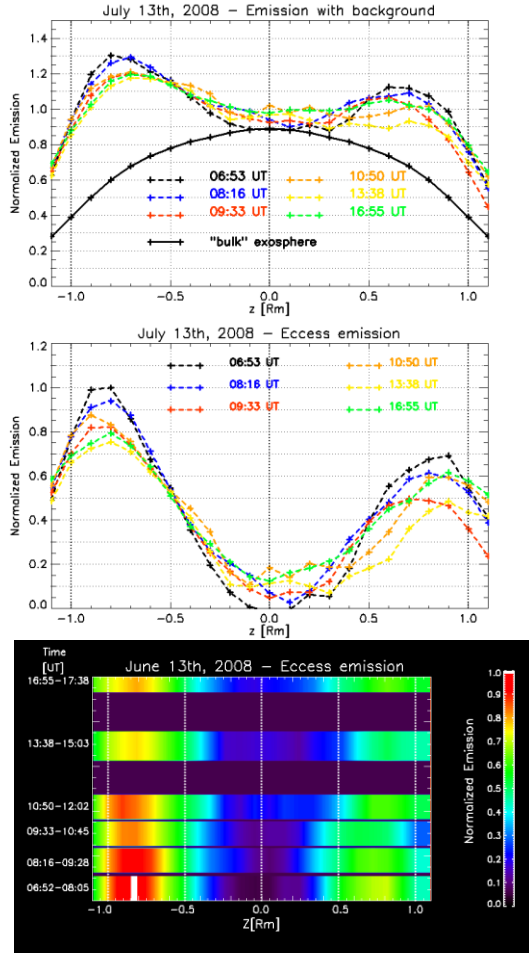 July 13th, 2008 – Emission with background
Normalized Emission
1.4
1.2
1.0
0.8
0.6
0.4
0.2
0.0
06:53 UT
10:50 UT
08:16 UT
13:38 UT
09:33 UT
16:55 UT
"bulk" exosphere
−1.0 −0.5 0.0 0.5 1.0
z [Rm]
July 13th, 2008 – Eccess emission
Normalized Emission
1.2
1.0
0.8
0.6
0.4
0.2
0.0
06:53 UT
10:50 UT
08:16 UT
13:38 UT
09:33 UT
16:55 UT
−1.0 −0.5 0.0 0.5 1.0
z [Rm]
Time
[UT]
June 13th, 2008 – Eccess emission
16:55–17:38
13:38–15:03
10:50–12:02
09:33–10:45
08:16–09:28
06:52–08:05
−1.0 −0.5 0.0 0.5 1.0
Z[Rm]
Normalized Emission
1.0
0.9
0.8
0.7
0.6
0.5
0.4
0.3
0.2
0.1
0.0